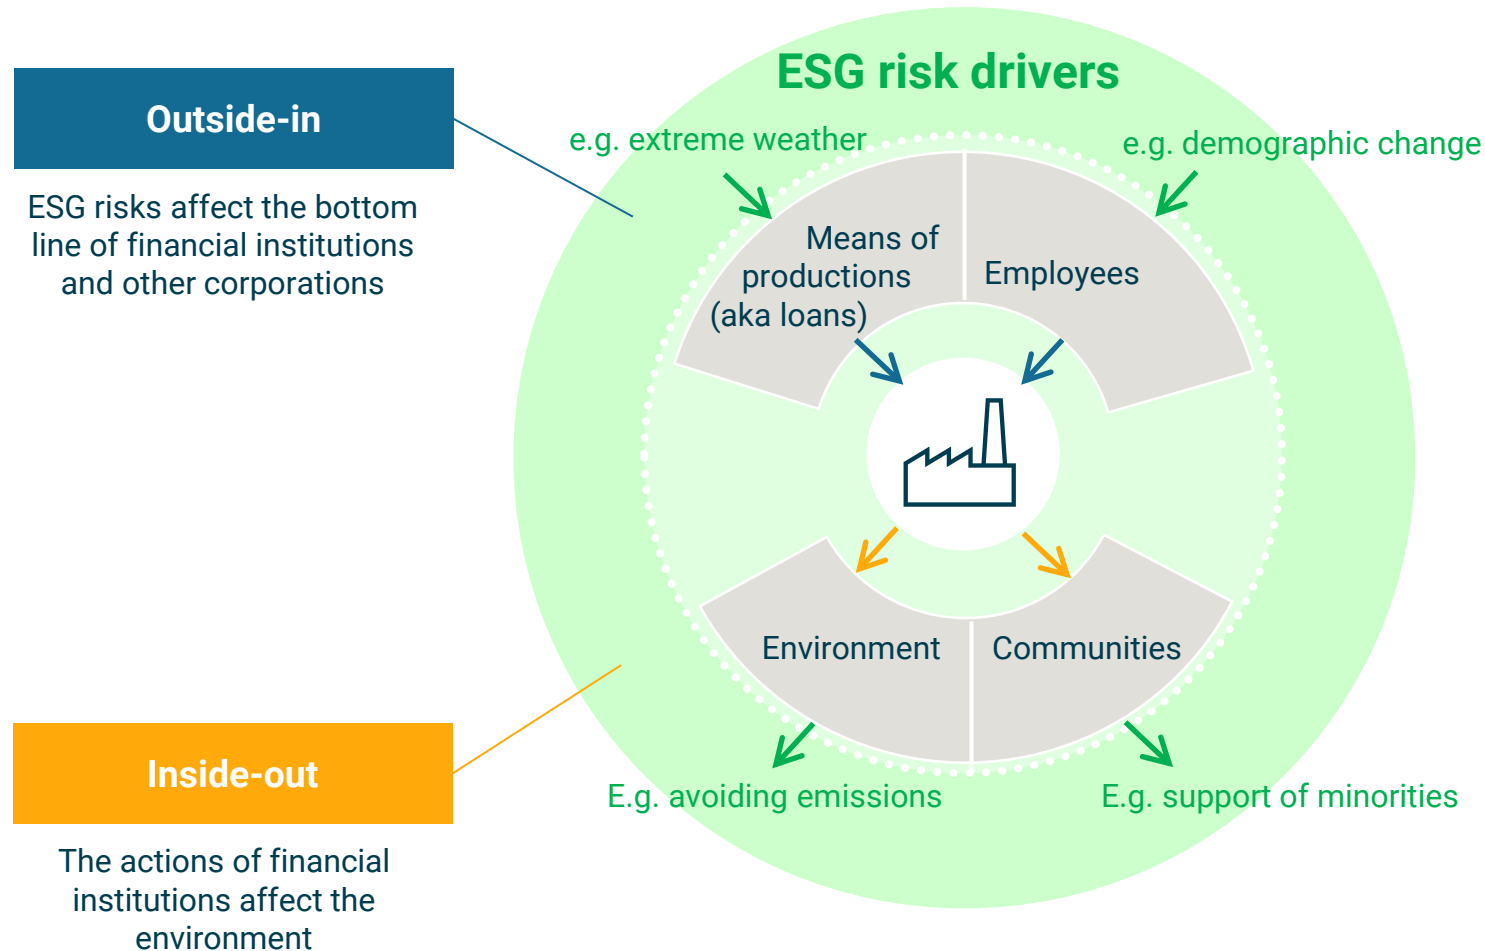 ESG risk drivers
Outside-in
e.g. extreme weather
e.g. demographic change
ESG risks affect the bottom
line of financial institutions
and other corporations
Means of
productions
(aka loans)
Employees
Environment
Communities
Inside-out
E.g. avoiding emissions
E.g. support of minorities
The actions of financial
institutions affect the
environment